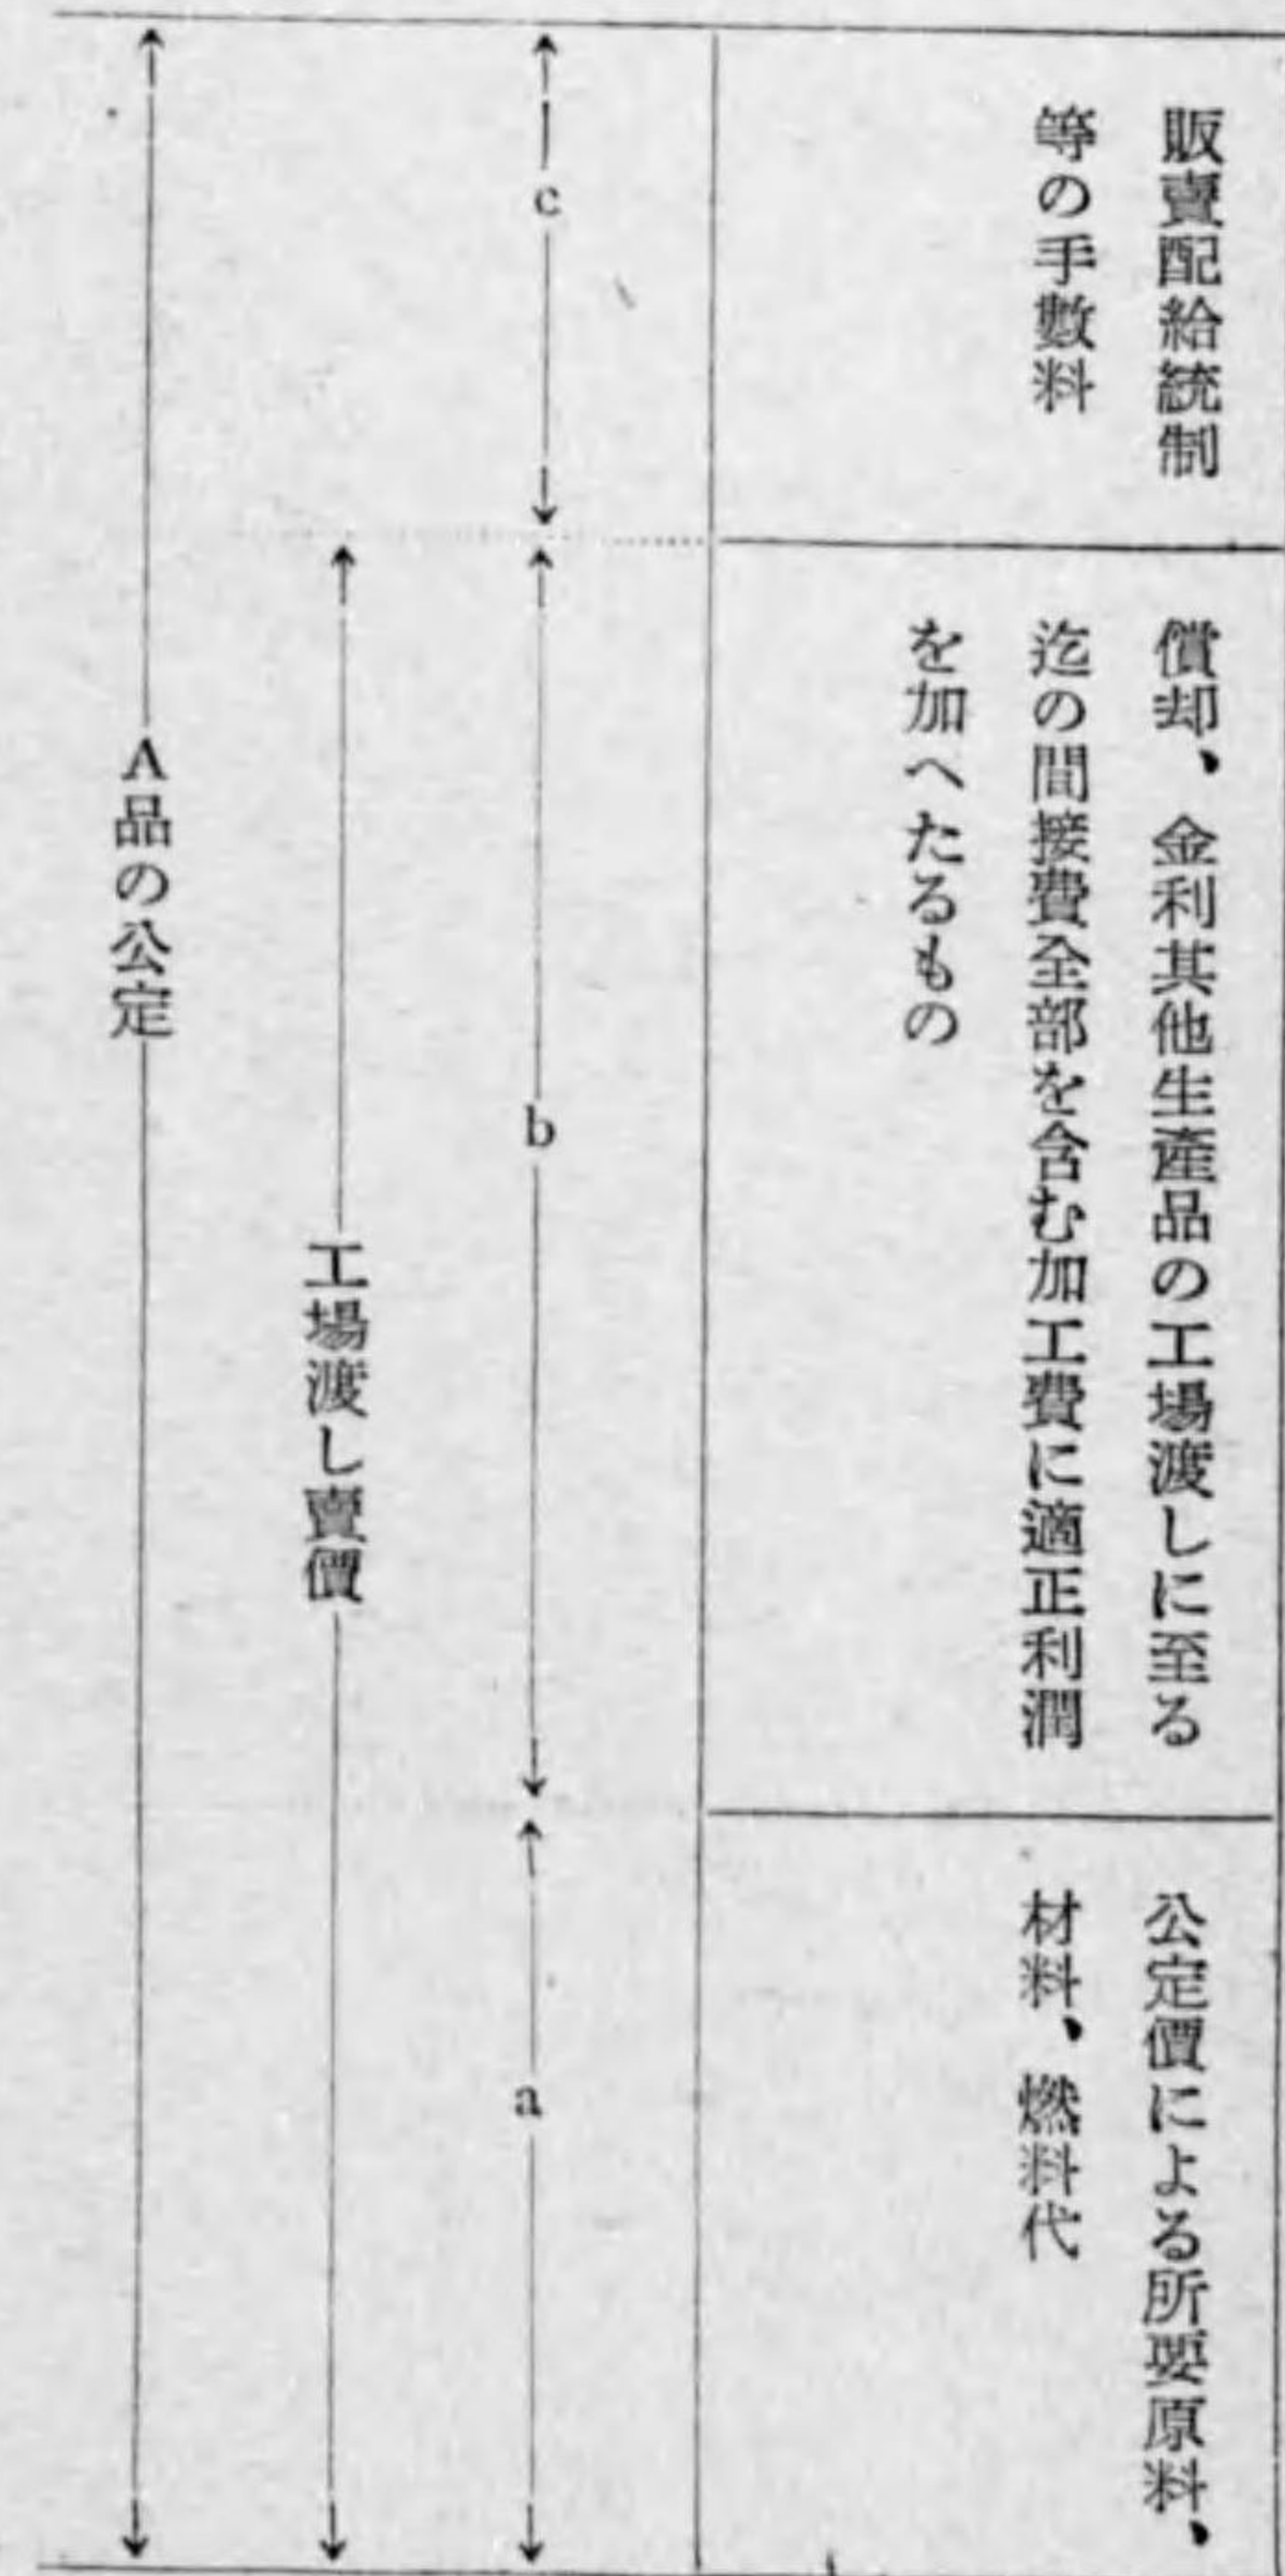 販賣配給統制
等の手數料
償却、金利其他生產品の工場渡しに至る
迄の間接費全部を含む加工費に適正利潤
を加へたるもの
公定價による所要原料、
材料、燃料代
c
b
a
工場渡し賣價
A品の公定